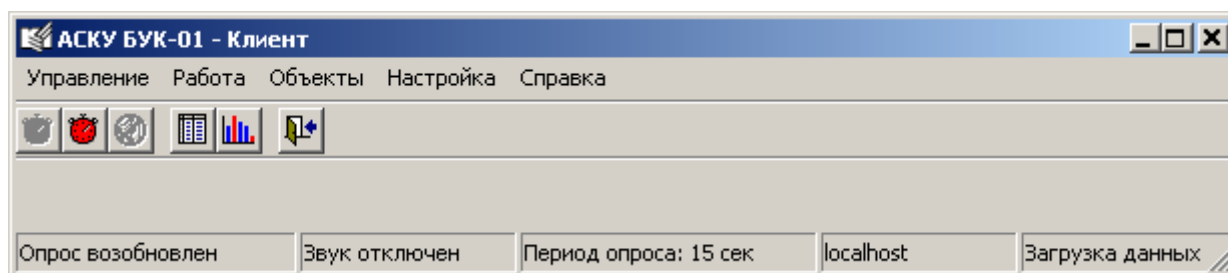 АСКУ БУК-01 - Клиент
Управление Работа Объекты Настройка Справка
Опрос возобновлен Звук отключен Период опроса: 15 сек localhost Загрузка данных